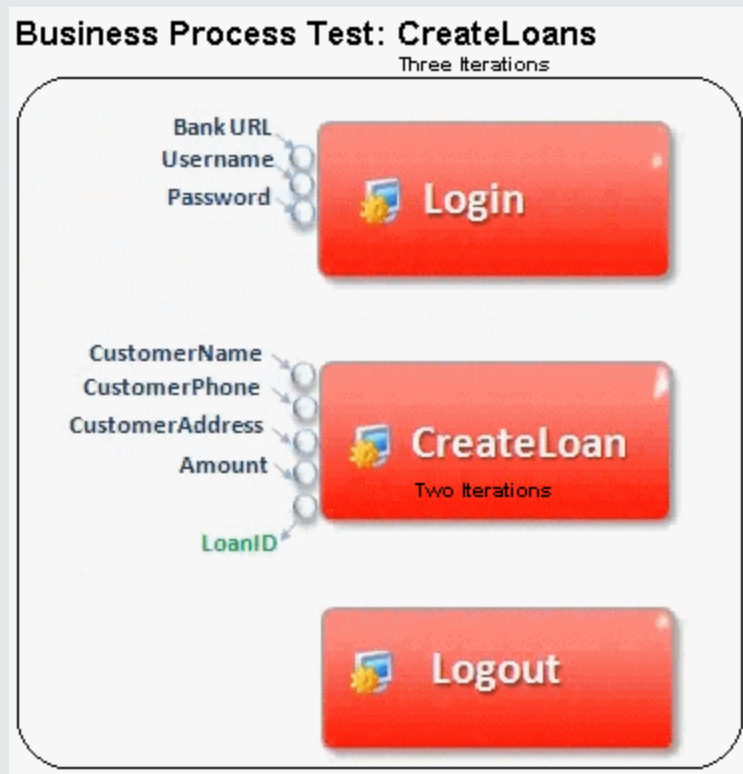 Business Process Test: CreateLoans
Three Iterations
Bank URL
Username
Password
Login
CustomerName
CustomerPhone
CustomerAddress
Amount
LoanID
CreateLoan
Two Iterations
Logout